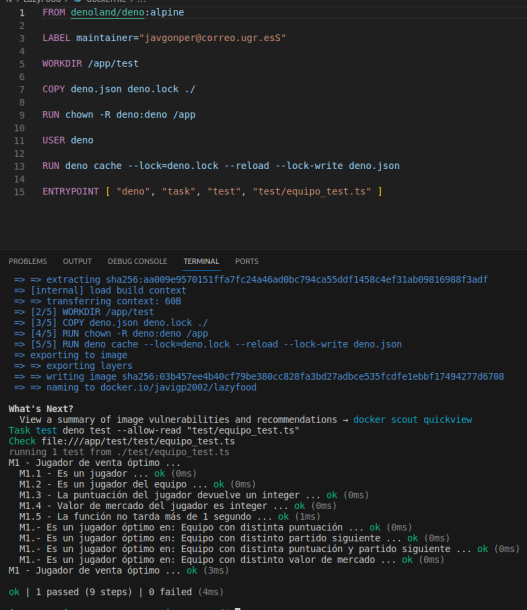 1 FROM denoland/deno:alpine
2
3 LABEL maintainer="javgonper@correo.ugr.esS"
4
5 WORKDIR /app/test
6
7 COPY deno.json deno.lock ./
8
9 RUN chown -R deno:deno /app
10
11 USER deno
12
13 RUN deno cache --lock=deno.lock --reload --lock-write deno.json
14
15 ENTRYPOINT [ "deno", "task", "test", "test/equipo_test.ts" ]
PROBLEMS OUTPUT DEBUG CONSOLE TERMINAL PORTS
=> => extracting sha256:aa009e9570151ffa7fc24a46ad0bc794ca55ddf1458c4ef31ab09816988f3adf
=> [internal] load build context
=> => transferring context: 60B
=> [2/5] WORKDIR /app/test
=> [3/5] COPY deno.json deno.lock ./
=> [4/5] RUN chown -R deno:deno /app
=> [5/5] RUN deno cache --lock=deno.lock --reload --lock-write deno.json
=> exporting to image
=> => exporting layers
=> => writing image sha256:03b457ee4b40cf79be380cc828fa3bd27adbce535fcdfe1ebbf17494277d6708
=> => naming to docker.io/javigp2002/lazyfood
What's Next?
View a summary of image vulnerabilities and recommendations → docker scout quickview
Task test deno test --allow-read "test/equipo_test.ts"
Check file:///app/test/test/equipo_test.ts
running 1 test from ./test/equipo_test.ts
M1 - Jugador de venta óptimo ...
M1.1 - Es un jugador ... ok (0ms)
M1.2 - Es un jugador del equipo ... ok (0ms)
M1.3 - La puntuación del jugador devuelve un integer ... ok (0ms)
M1.4 - Valor de mercado del jugador es integer ... ok (0ms)
M1.5 - La función no tarda más de 1 segundo ... ok (1ms)
M1.- Es un jugador óptimo en: Equipo con distinta puntuación ... ok (0ms)
M1.- Es un jugador óptimo en: Equipo con distinto partido siguiente ... ok (0ms)
M1.- Es un jugador óptimo en: Equipo con distinta puntuación y partido siguiente ... ok (0ms)
M1.- Es un jugador óptimo en: Equipo con distinto valor de mercado ... ok (0ms)
M1 - Jugador de venta óptimo ... ok (3ms)
ok | 1 passed (9 steps) | 0 failed (4ms)